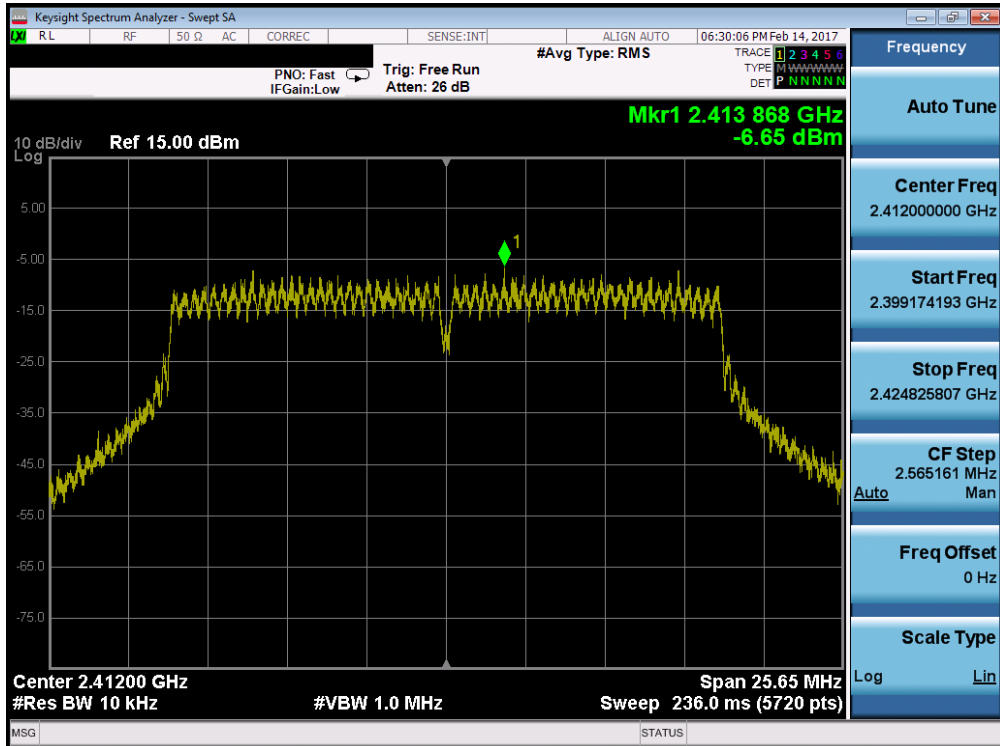 Keysight Spectrum Analyzer - Swept SA
LXI RL RF 50 Ω AC CORREC SENSE:INT ALIGN AUTO 06:30:06 PM Feb 14, 2017
#Avg Type: RMS TRACE 1 2 3 4 5 6
PNO: Fast Trig: Free Run TYPE M WWWWW
IFGain:Low Atten: 26 dB DET P N N N N N
Mkr1 2.413 868 GHz
-6.65 dBm
10 dB/div Ref 15.00 dBm
Log
1
5.00
-5.00
-15.0
-25.0
-35.0
-45.0
-55.0
-65.0
-75.0
Center 2.41200 GHz Span 25.65 MHz
#Res BW 10 kHz #VBW 1.0 MHz Sweep 236.0 ms (5720 pts)
MSG STATUS
Frequency
Auto Tune
Center Freq
2.412000000 GHz
Start Freq
2.399174193 GHz
Stop Freq
2.424825807 GHz
CF Step
2.565161 MHz
Auto Man
Freq Offset
0 Hz
Scale Type
Log Lin